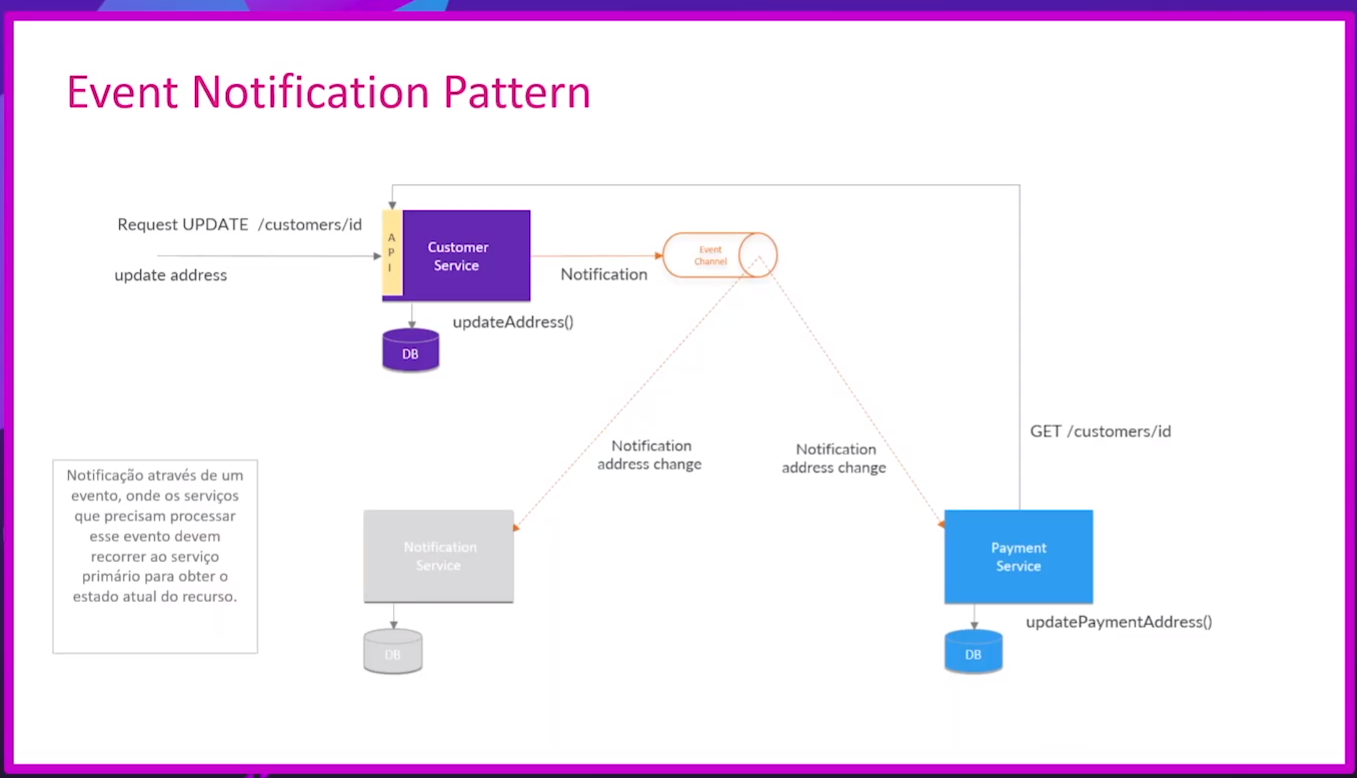 Event Notification Pattern
Request UPDATE /customers/id
update address
A
P
I
Customer
Service
Notification
Event
Channel
updateAddress()
DB
Notification
address change
Notification
address change
GET /customers/id
Notificação através de um
evento, onde os serviços
que precisam processar
esse evento devem
recorrer ao serviço
primário para obter o
estado atual do recurso.
Notification
Service
DB
Payment
Service
updatePaymentAddress()
DB